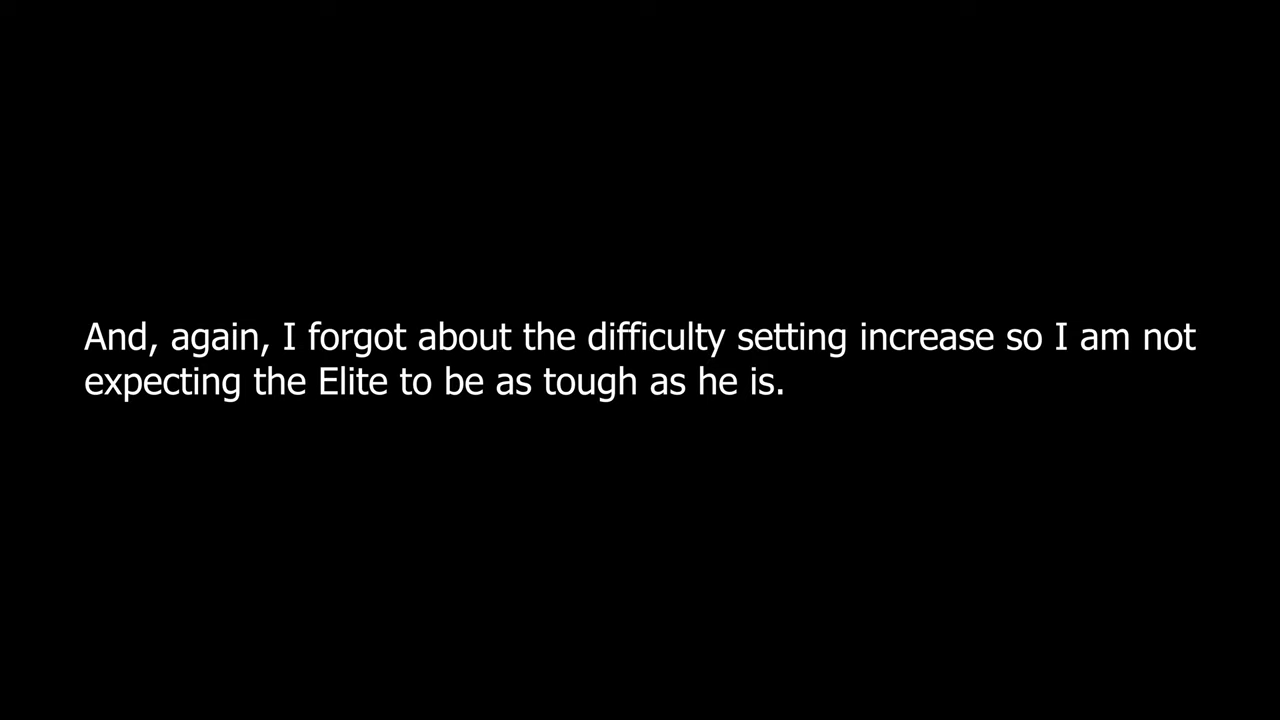 And, again, I forgot about the difficulty setting increase so I am not
expecting the Elite to be as tough as he is.